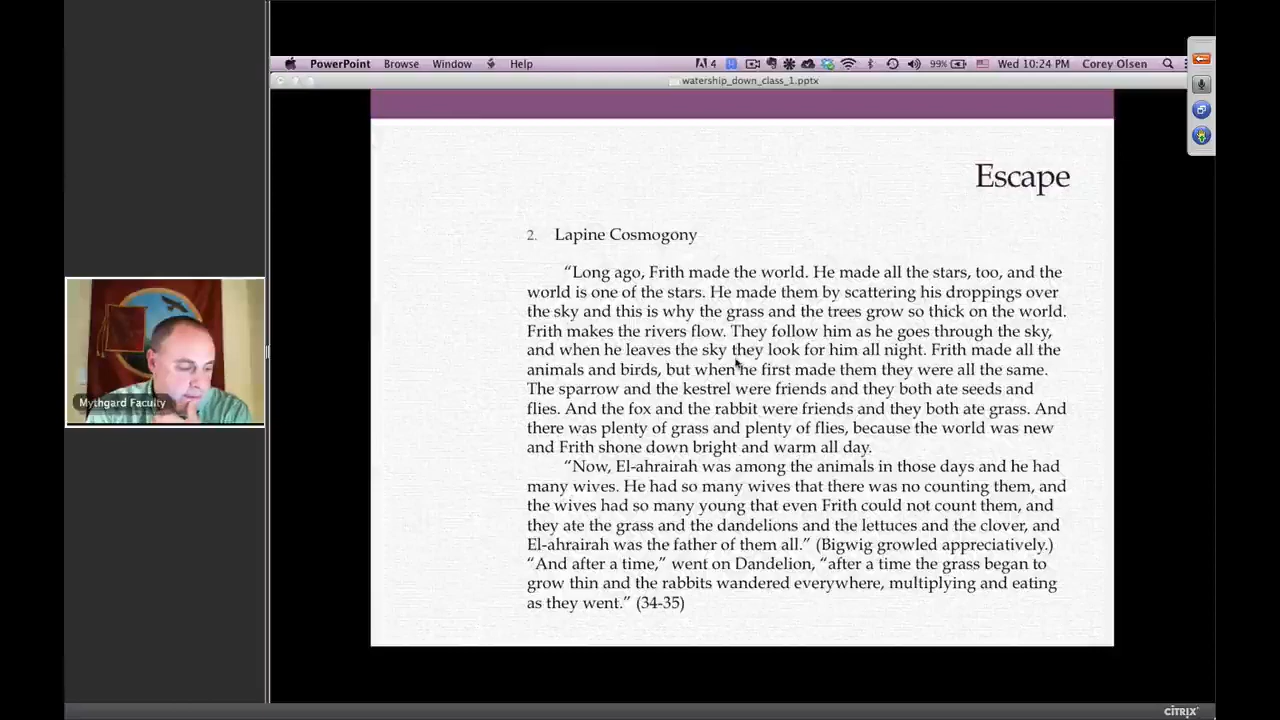 PowerPoint Browse Window Help 4 99% Wed 10:24 PM Corey Olsen
watership_down_class_1.pptx
Escape
2. Lapine Cosmogony
“Long ago, Frith made the world. He made all the stars, too, and the
world is one of the stars. He made them by scattering his droppings over
the sky and this is why the grass and the trees grow so thick on the world.
Frith makes the rivers flow. They follow him as he goes through the sky,
and when he leaves the sky they look for him all night. Frith made all the
animals and birds, but when he first made them they were all the same.
The sparrow and the kestrel were friends and they both ate seeds and
flies. And the fox and the rabbit were friends and they both ate grass. And
there was plenty of grass and plenty of flies, because the world was new
and Frith shone down bright and warm all day.
“Now, El-ahrairah was among the animals in those days and he had
many wives. He had so many wives that there was no counting them, and
the wives had so many young that even Frith could not count them, and
they ate the grass and the dandelions and the lettuces and the clover, and
El-ahrairah was the father of them all.” (Bigwig growled appreciatively.)
“And after a time,” went on Dandelion, “after a time the grass began to
grow thin and the rabbits wandered everywhere, multiplying and eating
as they went.” (34-35)
Mythgard Faculty
CITRIX